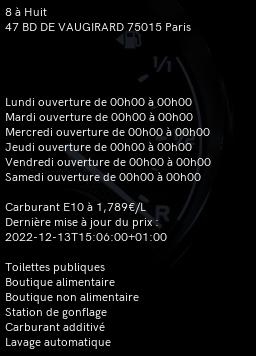 8 à Huit
47 BD DE VAUGIRARD 75015 Paris
Lundi ouverture de 00h00 à 00h00
Mardi ouverture de 00h00 à 00h00
Mercredi ouverture de 00h00 à 00h00
Jeudi ouverture de 00h00 à 00h00
Vendredi ouverture de 00h00 à 00h00
Samedi ouverture de 00h00 à 00h00
Carburant E10 à 1,789€/L
Dernière mise à jour du prix :
2022-12-13T15:06:00+01:00
Toilettes publiques
Boutique alimentaire
Boutique non alimentaire
Station de gonflage
Carburant additivé
Lavage automatique
1/1
R